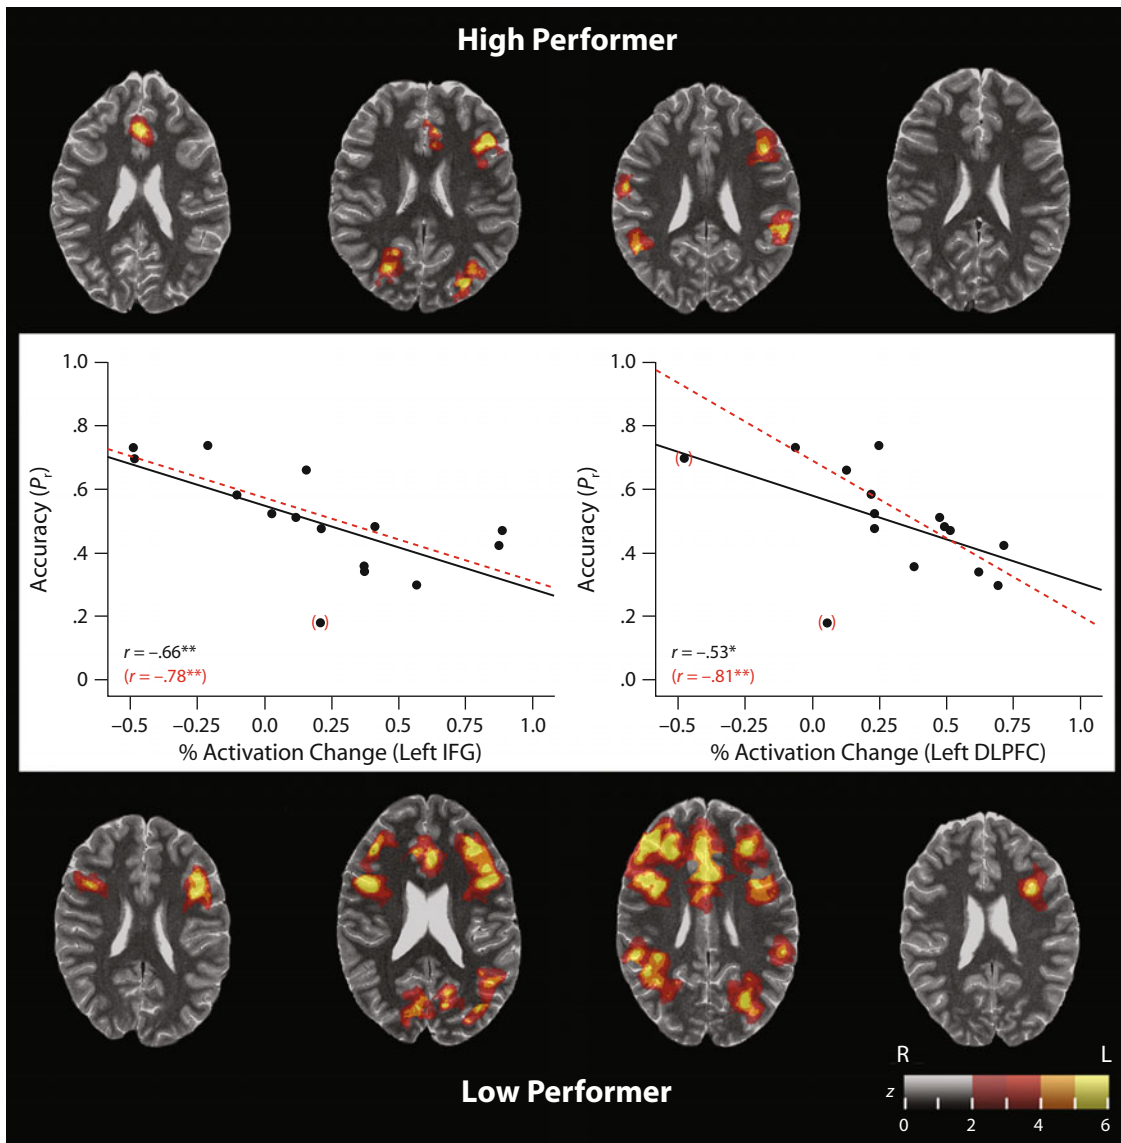 High Performer
1.0
.8
.6
.4
.2
0
Accuracy (Pr)
r = –.66**
(r = –.78**)
–0.5 –0.25 0.0 0.25 0.5 0.75 1.0
% Activation Change (Left IFG)
1.0
.8
.6
.4
.2
.0
Accuracy (Pr)
r = –.53*
(r = –.81**)
–0.5 –0.25 0.0 0.25 0.5 0.75 1.0
% Activation Change (Left DLPFC)
Low Performer
R L
z
0 2 4 6